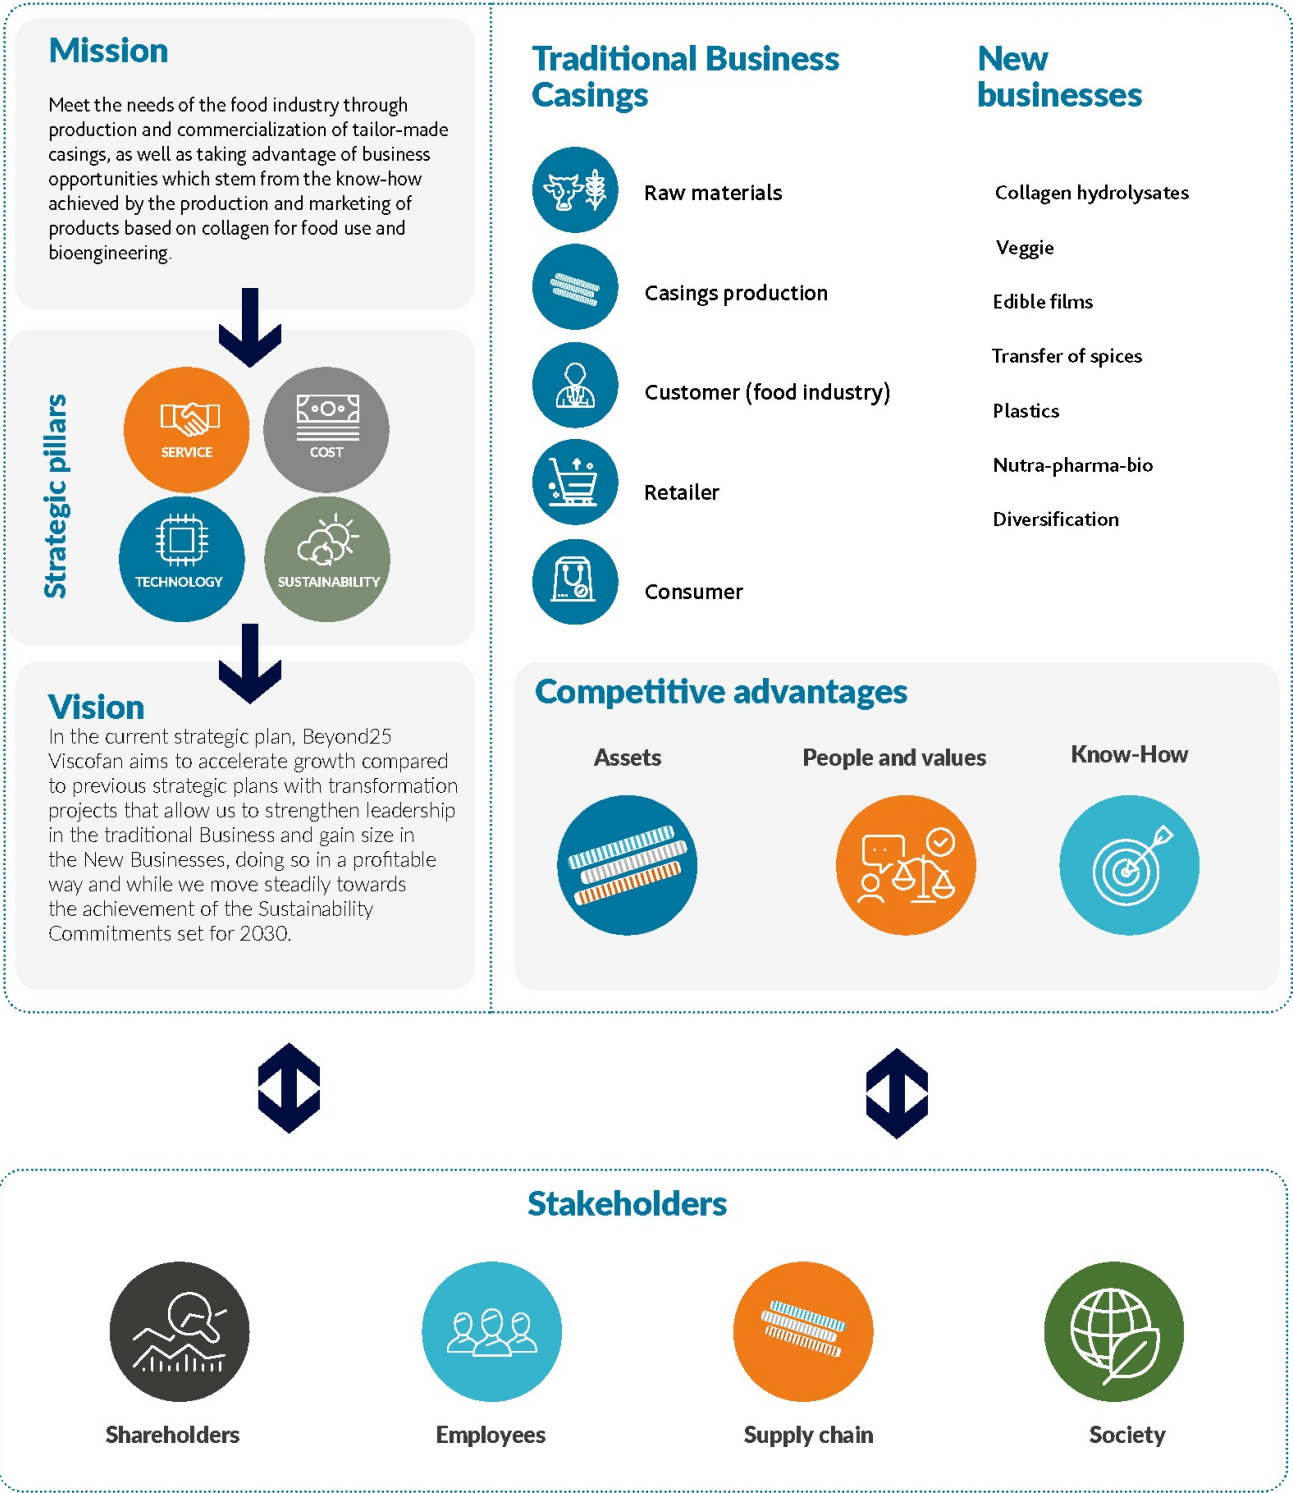 Mission
Meet the needs of the food industry through
production and commercialization of tailor-made
casings, as well as taking advantage of business
opportunities which stem from the know-how
achieved by the production and marketing of
products based on collagen for food use and
bioengineering.
Strategic pillars
SERVICE
COST
TECHNOLOGY
SUSTAINABILITY
Vision
In the current strategic plan, Beyond25
Viscofan aims to accelerate growth compared
to previous strategic plans with transformation
projects that allow us to strengthen leadership
in the traditional Business and gain size in
the New Businesses, doing so in a profitable
way and while we move steadily towards
the achievement of the Sustainability
Commitments set for 2030.
Traditional Business
Casings
Raw materials
Casings production
Customer (food industry)
Retailer
Consumer
New
businesses
Collagen hydrolysates
Veggie
Edible films
Transfer of spices
Plastics
Nutra-pharma-bio
Diversification
Competitive advantages
Assets
People and values
Know-How
Stakeholders
Shareholders
Employees
Supply chain
Society